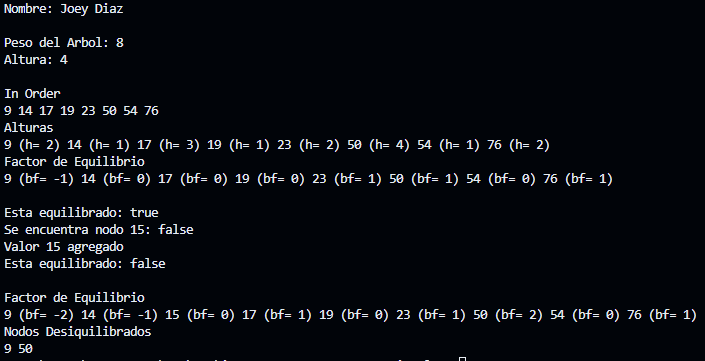 Nombre: Joey Diaz
Peso del Arbol: 8
Altura: 4
In Order
9 14 17 19 23 50 54 76
Alturas
9 (h= 2) 14 (h= 1) 17 (h= 3) 19 (h= 1) 23 (h= 2) 50 (h= 4) 54 (h= 1) 76 (h= 2)
Factor de Equilibrio
9 (bf= -1) 14 (bf= 0) 17 (bf= 0) 19 (bf= 0) 23 (bf= 1) 50 (bf= 1) 54 (bf= 0) 76 (bf= 1)
Esta equilibrado: true
Se encuentra nodo 15: false
Valor 15 agregado
Esta equilibrado: false
Factor de Equilibrio
9 (bf= -2) 14 (bf= -1) 15 (bf= 0) 17 (bf= 1) 19 (bf= 0) 23 (bf= 1) 50 (bf= 2) 54 (bf= 0) 76 (bf= 1)
Nodos Desiquilibrados
9 50